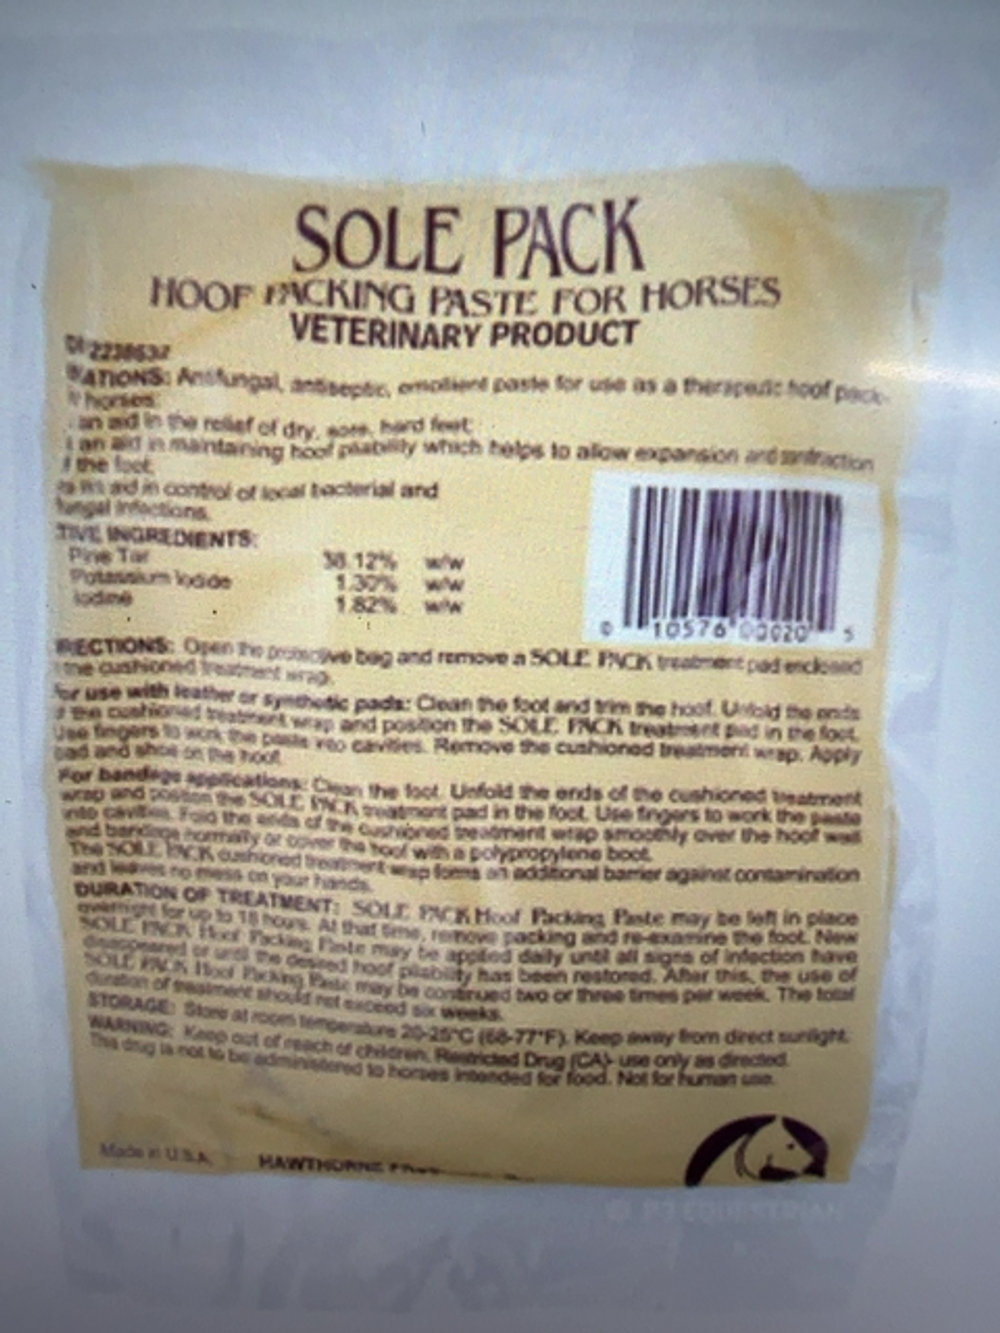 SOLE PACK
HOOF PACKING PASTE FOR HORSES
VETERINARY PRODUCT
ATIONS: Antifungal, antiseptic, emollient paste for use as a therapeutic hoof pack
horses:
an aid in the relief of dry, sore, hard feet
an aid in maintaining hoof pliability which helps to allow expansion and contraction
the foot
aid in control of local bacterial and
fungal infections.
TIVE INGREDIENTS:
Pine Tar 38.12% w/w
Potassium Iodide 1.30% w/w
Iodine 1.82% w/w
0 10576 00020 5
RECTIONS: Open the protective bag and remove a SOLE PACK treatment pad enclosed
the cushioned treatment wrap.
For use with leather or synthetic pads: Clean the foot and trim the hoof. Unfold the ends
the cushioned treatment wrap and position the SOLE PACK treatment pad in the foot.
Use fingers to work the paste into cavities. Remove the cushioned treatment wrap. Apply
pad and shoe on the hoof.
For bandage applications: Clean the foot. Unfold the ends of the cushioned treatment
wrap and position the SOLE PACK treatment pad in the foot. Use fingers to work the paste
into cavities. Fold the ends of the cushioned treatment wrap smoothly over the hoof wall
and bandage normally or cover the hoof with a polypropylene boot.
The SOLE PACK cushioned treatment wrap forms an additional barrier against contamination
and leaves no mess on your hands.
DURATION OF TREATMENT: SOLE PACK Hoof Packing Paste may be left in place
overnight for up to 18 hours. At that time, remove packing and re-examine the foot. New
SOLE PACK Hoof Packing Paste may be applied daily until all signs of infection have
disappeared or until the desired hoof pliability has been restored. After this, the use of
SOLE PACK Hoof Packing Paste may be continued two or three times per week. The total
duration of treatment should not exceed six weeks.
STORAGE: Store at room temperature 20-25°C (68-77°F). Keep away from direct sunlight.
WARNING: Keep out of reach of children. Restricted Drug (CA)- use only as directed.
This drug is not to be administered to horses intended for food. Not for human use.
Made in U.S.A.
HAWTHORNE
EQUESTRIAN